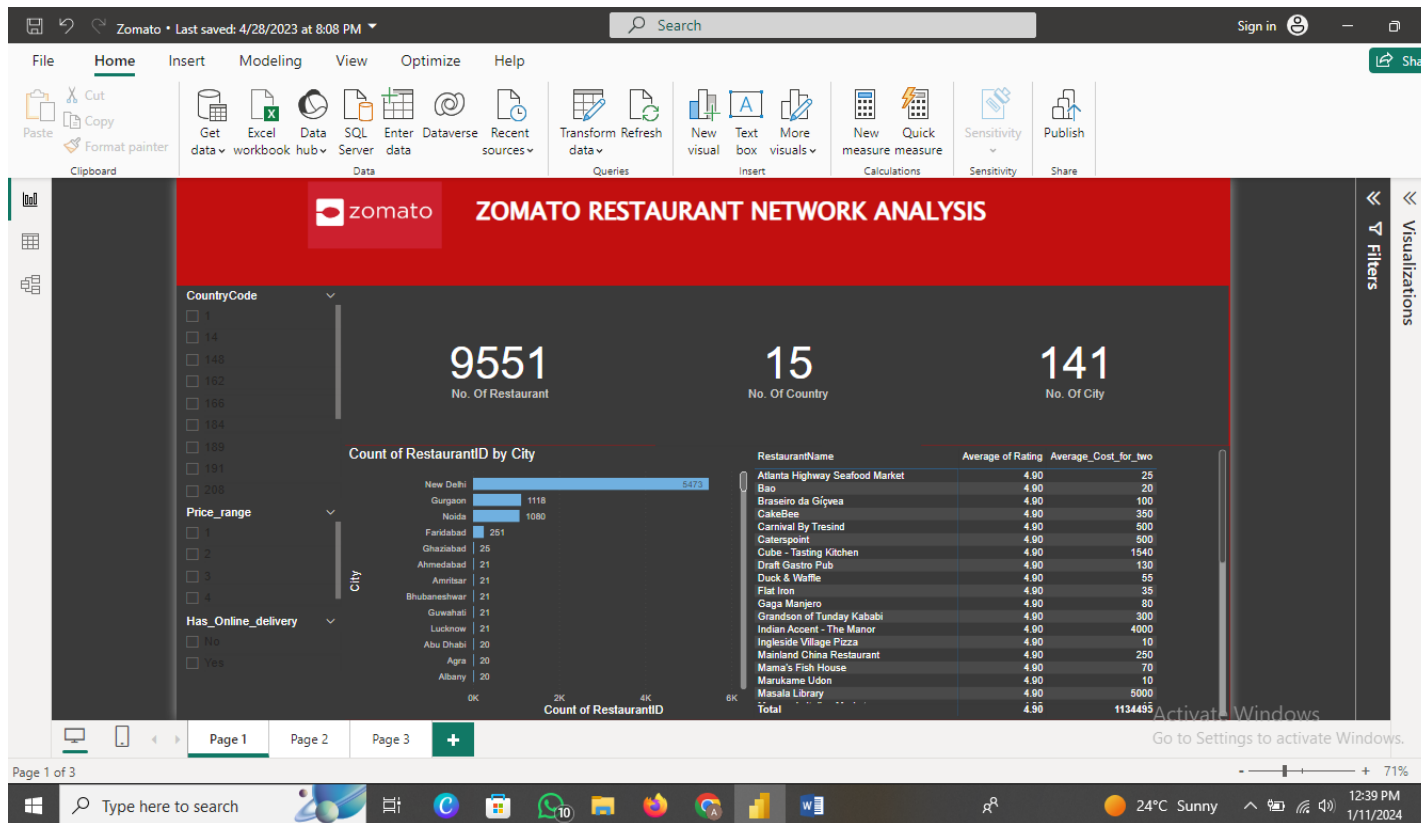 Zomato • Last saved: 4/28/2023 at 8:08 PM
Search
Sign in
File Home Insert Modeling View Optimize Help
Sha
Paste
Cut
Copy
Format painter
Clipboard
Get data
Excel workbook
Data hub
SQL Server
Enter data
Dataverse
Recent sources
Data
Transform data
Refresh
Queries
New visual
Text box
More visuals
Insert
New measure
Quick measure
Calculations
Sensitivity
Sensitivity
Publish
Share
zomato
ZOMATO RESTAURANT NETWORK ANALYSIS
Filters
Visualizations
CountryCode
1
14
148
162
166
184
189
191
208
Price_range
1
2
3
4
Has_Online_delivery
No
Yes
9551
No. Of Restaurant
15
No. Of Country
141
No. Of City
Count of RestaurantID by City
City
New Delhi 5473
Gurgaon 1118
Noida 1080
Faridabad 251
Ghaziabad 25
Ahmedabad 21
Amritsar 21
Bhubaneshwar 21
Guwahati 21
Lucknow 21
Abu Dhabi 20
Agra 20
Albany 20
0K 2K 4K 6K
Count of RestaurantID
RestaurantName Average of Rating Average_Cost_for_two
Atlanta Highway Seafood Market 4.90 25
Bao 4.90 20
Braseiro da Gíçvea 4.90 100
CakeBee 4.90 350
Carnival By Tresind 4.90 500
Caterspoint 4.90 500
Cube - Tasting Kitchen 4.90 1540
Draft Gastro Pub 4.90 130
Duck & Waffle 4.90 55
Flat Iron 4.90 35
Gaga Manjero 4.90 80
Grandson of Tunday Kababi 4.90 300
Indian Accent - The Manor 4.90 4000
Ingleside Village Pizza 4.90 10
Mainland China Restaurant 4.90 250
Mama's Fish House 4.90 70
Marukame Udon 4.90 10
Masala Library 4.90 5000
Total 4.90 1134495
Activate Windows
Go to Settings to activate Windows.
Page 1 Page 2 Page 3
Page 1 of 3
71%
Type here to search
10
24°C Sunny
12:39 PM
1/11/2024